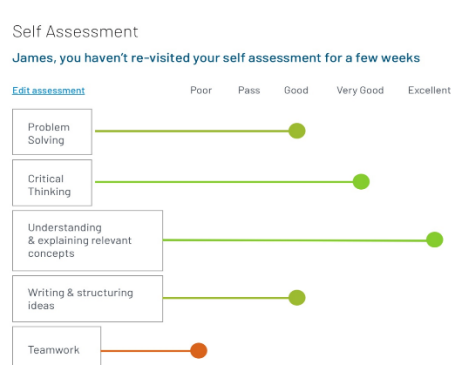 Self Assessment
James, you haven't re-visited your self assessment for a few weeks
Edit assessment Poor Pass Good Very Good Excellent
Problem
Solving
Critical
Thinking
Understanding
& explaining relevant
concepts
Writing & structuring
ideas
Teamwork